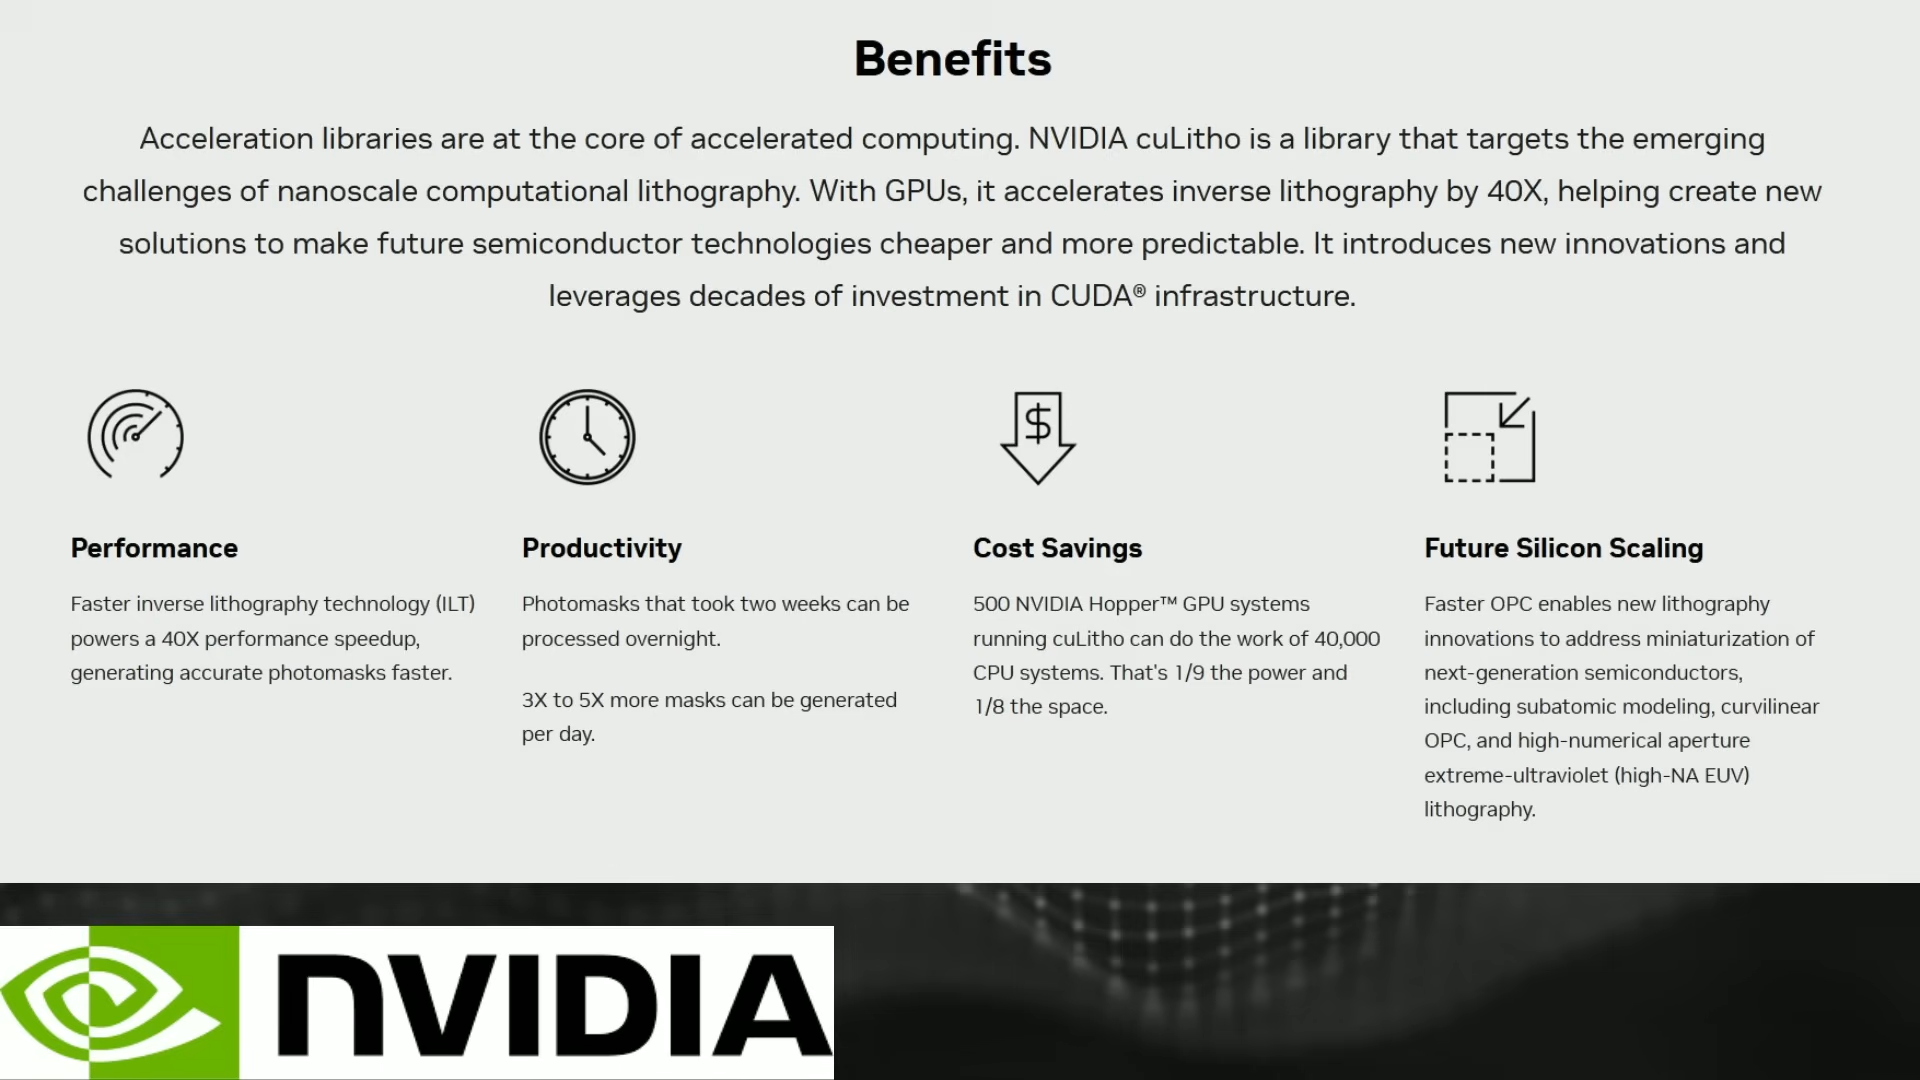 Benefits
Acceleration libraries are at the core of accelerated computing. NVIDIA cuLitho is a library that targets the emerging
challenges of nanoscale computational lithography. With GPUs, it accelerates inverse lithography by 40X, helping create new
solutions to make future semiconductor technologies cheaper and more predictable. It introduces new innovations and
leverages decades of investment in CUDA® infrastructure.
$
Performance
Faster inverse lithography technology (ILT)
powers a 40X performance speedup,
generating accurate photomasks faster.
Productivity
Photomasks that took two weeks can be
processed overnight.
3X to 5X more masks can be generated
per day.
Cost Savings
500 NVIDIA Hopper™ GPU systems
running cuLitho can do the work of 40,000
CPU systems. That's 1/9 the power and
1/8 the space.
Future Silicon Scaling
Faster OPC enables new lithography
innovations to address miniaturization of
next-generation semiconductors,
including subatomic modeling, curvilinear
OPC, and high-numerical aperture
extreme-ultraviolet (high-NA EUV)
lithography.
NVIDIA